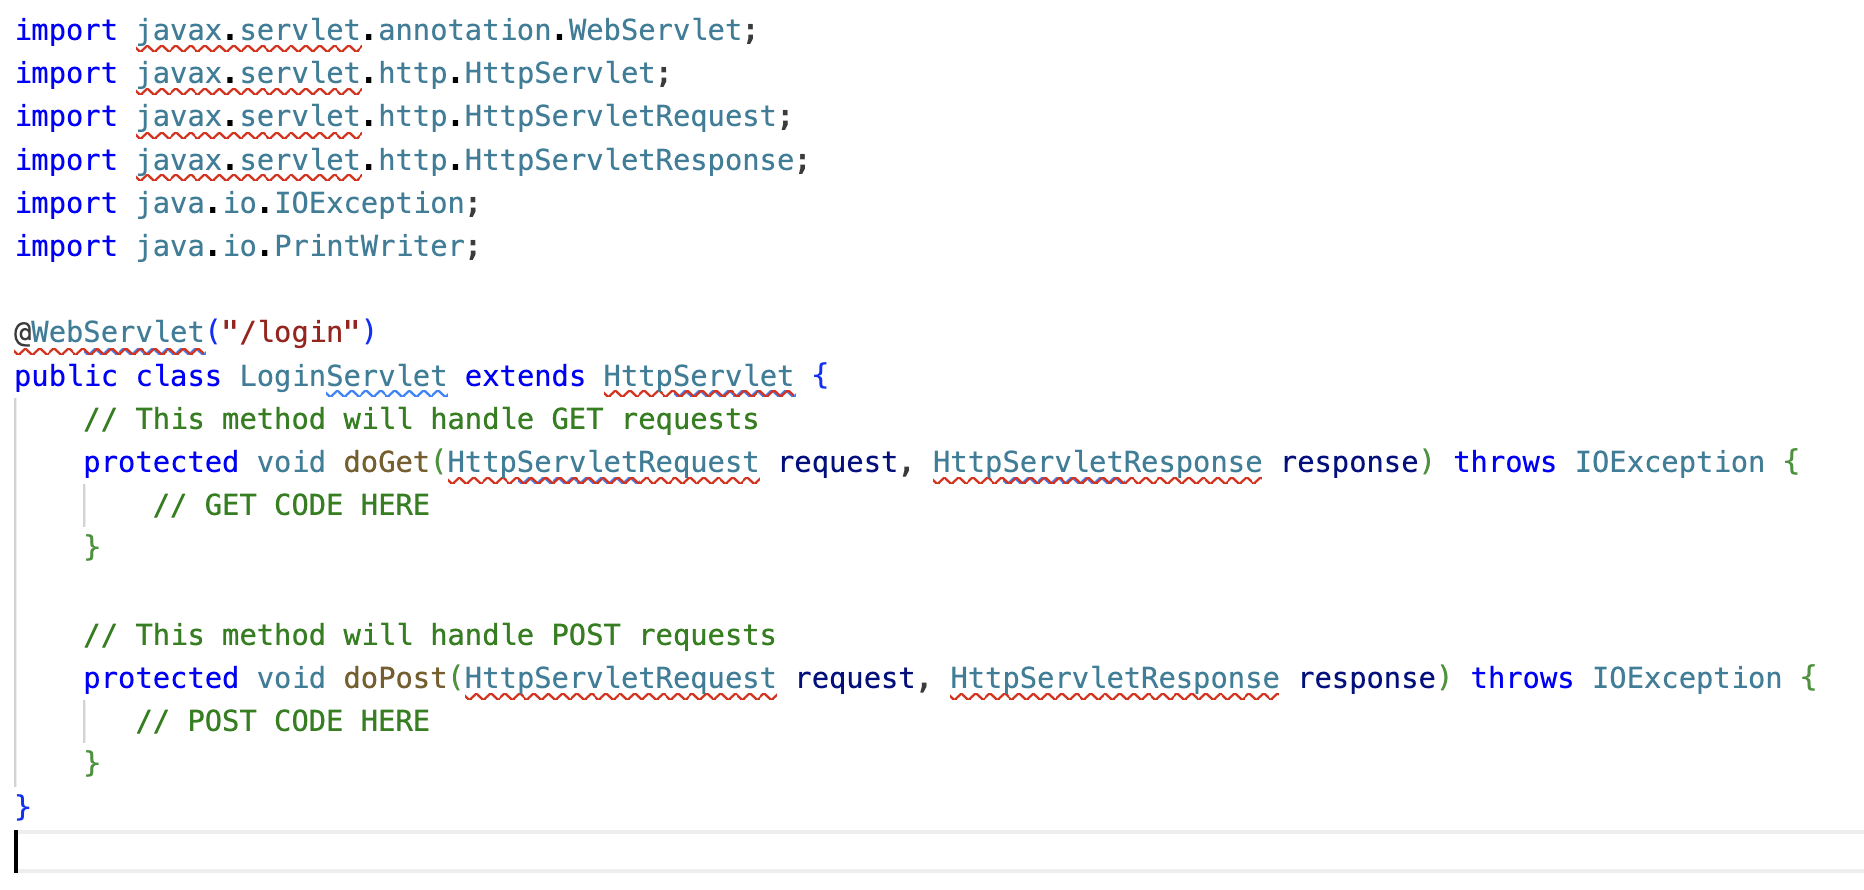 import javax.servlet.annotation.WebServlet;
import javax.servlet.http.HttpServlet;
import javax.servlet.http.HttpServletRequest;
import javax.servlet.http.HttpServletResponse;
import java.io.IOException;
import java.io.PrintWriter;

@WebServlet("/login")
public class LoginServlet extends HttpServlet {
    // This method will handle GET requests
    protected void doGet(HttpServletRequest request, HttpServletResponse response) throws IOException {
        // GET CODE HERE
    }

    // This method will handle POST requests
    protected void doPost(HttpServletRequest request, HttpServletResponse response) throws IOException {
       // POST CODE HERE
    }
}